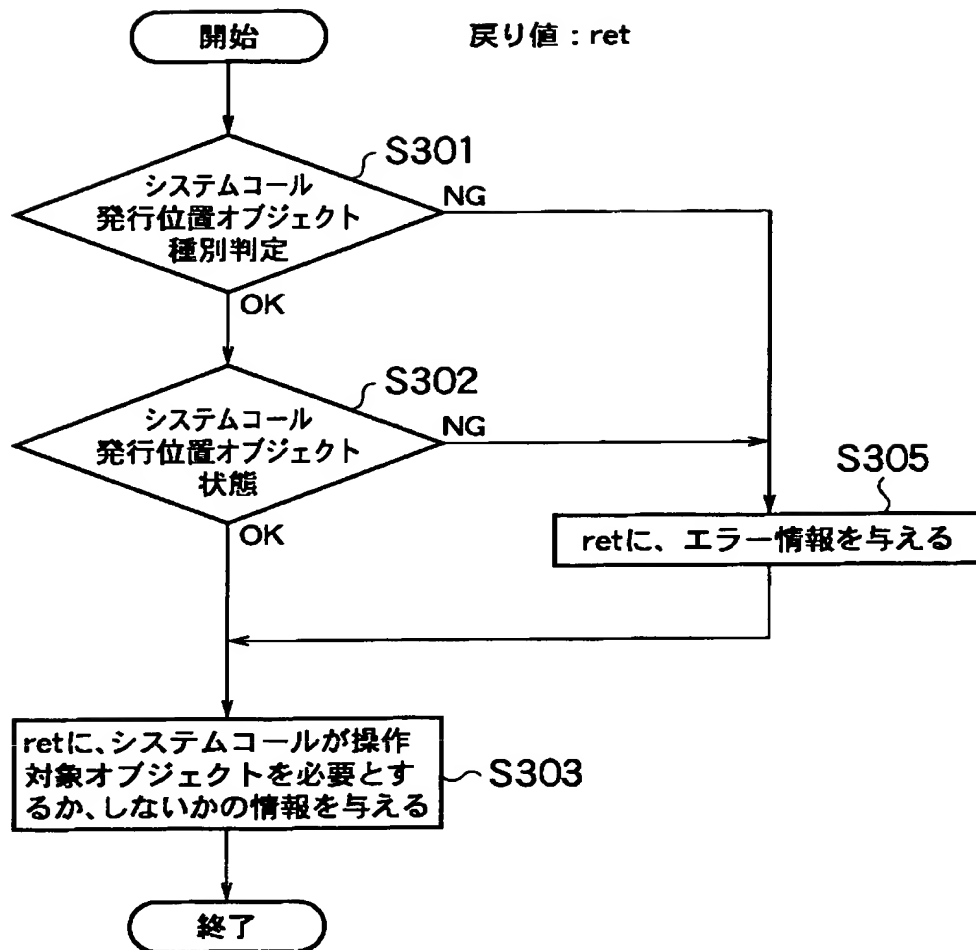 開始
戻り値：ret
S301
システムコール
発行位置オブジェクト
種別判定
NG
OK
S302
システムコール
発行位置オブジェクト
状態
NG
OK
S305
retに、エラー情報を与える
retに、システムコールが操作
対象オブジェクトを必要とす
るか、しないかの情報を与える
S303
終了